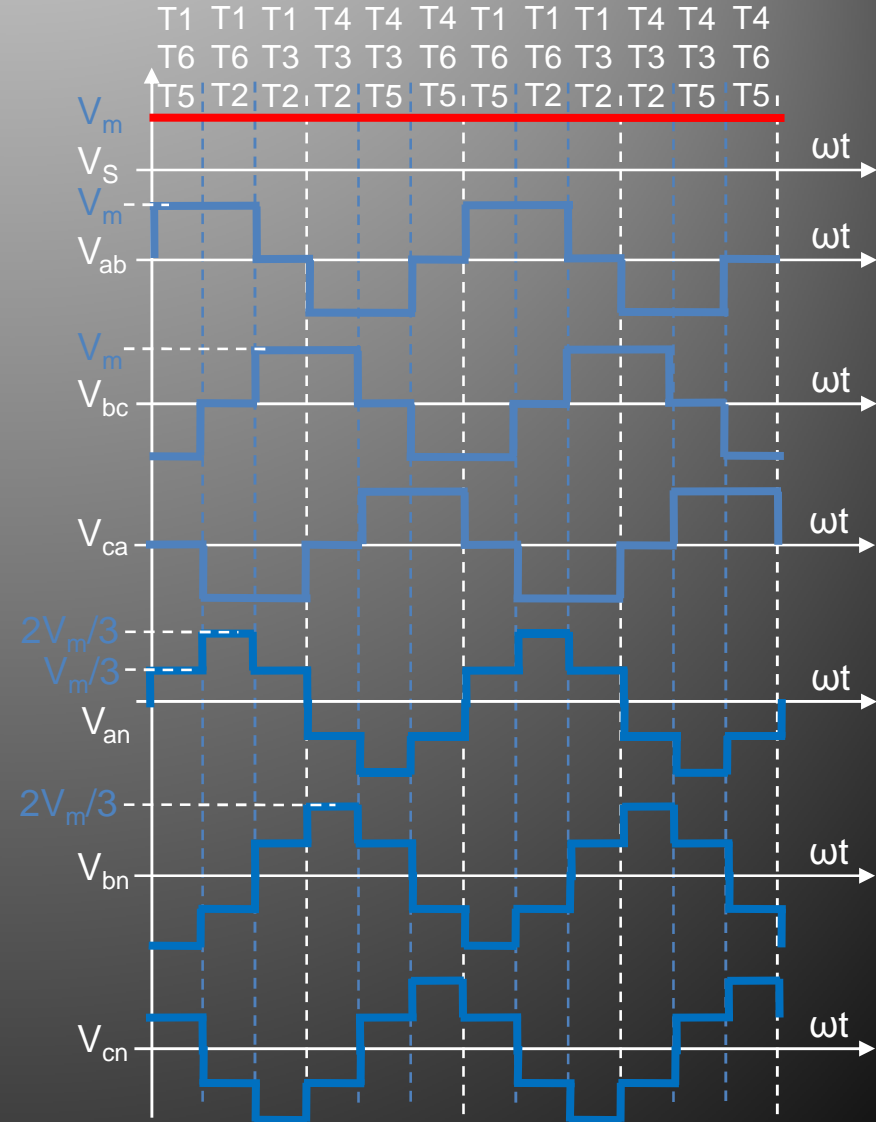 T1 T1 T1 T4 T4 T4 T1 T1 T1 T4 T4 T4
T6 T6 T3 T3 T3 T6 T6 T6 T3 T3 T3 T6
T5 T2 T2 T2 T5 T5 T5 T2 T2 T2 T5 T5
Vm
VS ωt
Vm
Vab ωt
Vm
Vbc ωt
Vca ωt
2Vm/3
Vm/3
Van ωt
2Vm/3
Vbn ωt
Vcn ωt